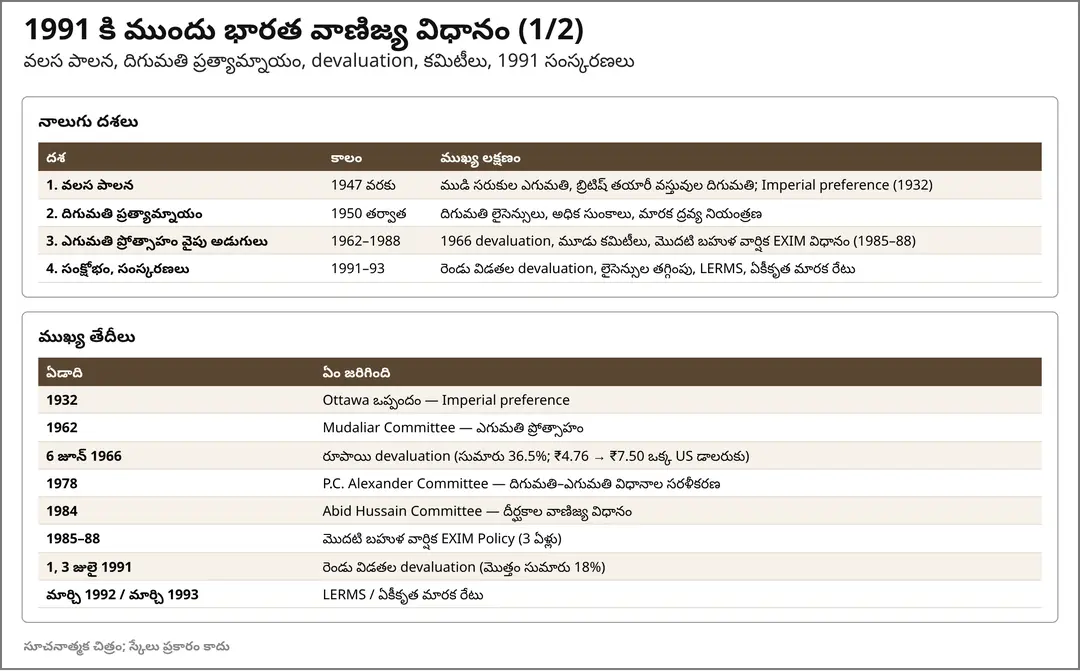 1991 కి ముందు భారత వాణిజ్య విధానం (1/2)
వలస పాలన, దిగుమతి ప్రత్యామ్నాయం, devaluation, కమిటీలు, 1991 సంస్కరణలు
నాలుగు దశలు
దశ కాలం ముఖ్య లక్షణం
1. వలస పాలన 1947 వరకు ముడి సరుకుల ఎగుమతి, బ్రిటిష్ తయారీ వస్తువుల దిగుమతి; Imperial preference (1932)
2. దిగుమతి ప్రత్యామ్నాయం 1950 తర్వాత దిగుమతి లైసెన్సులు, అధిక సుంకాలు, మారక ద్రవ్య నియంత్రణ
3. ఎగుమతి ప్రోత్సాహం వైపు అడుగులు 1962–1988 1966 devaluation, మూడు కమిటీలు, మొదటి బహుళ వార్షిక EXIM విధానం (1985–88)
4. సంక్షోభం, సంస్కరణలు 1991–93 రెండు విడతల devaluation, లైసెన్సుల తగ్గింపు, LERMS, ఏకీకృత మారక రేటు
ముఖ్య తేదీలు
ఏడాది ఏం జరిగింది
1932 Ottawa ఒప్పందం — Imperial preference
1962 Mudaliar Committee — ఎగుమతి ప్రోత్సాహం
6 జూన్ 1966 రూపాయి devaluation (సుమారు 36.5%; ₹4.76 → ₹7.50 ఒక్క US డాలరుకు)
1978 P.C. Alexander Committee — దిగుమతి–ఎగుమతి విధానాల సరళీకరణ
1984 Abid Hussain Committee — దీర్ఘకాల వాణిజ్య విధానం
1985–88 మొదటి బహుళ వార్షిక EXIM Policy (3 ఏళ్లు)
1, 3 జులై 1991 రెండు విడతల devaluation (మొత్తం సుమారు 18%)
మార్చి 1992 / మార్చి 1993 LERMS / ఏకీకృత మారక రేటు
సూచనాత్మక చిత్రం; స్కేలు ప్రకారం కాదు